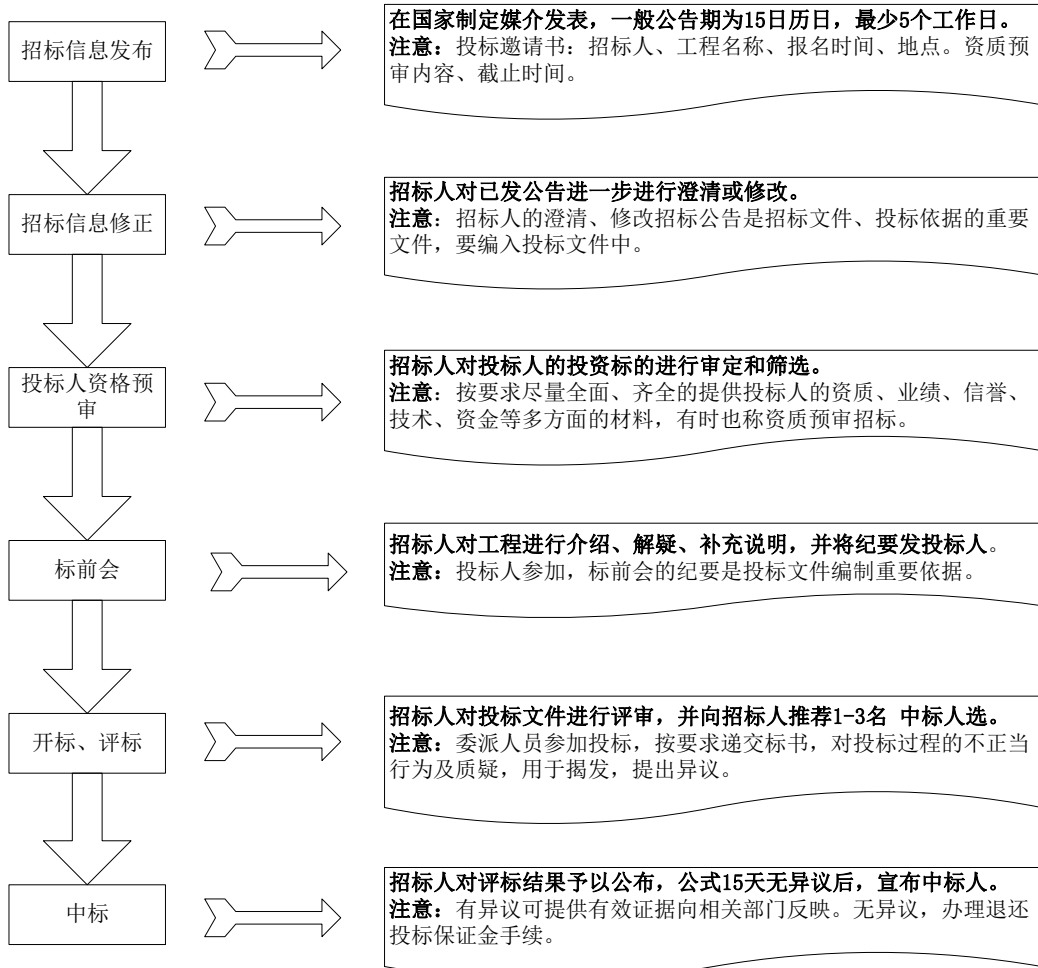 招标信息发布
在国家制定媒介发表，一般公告期为15日历日，最少5个工作日。
注意：投标邀请书：招标人、工程名称、报名时间、地点。资质预
审内容、截止时间。
招标信息修正
招标人对已发公告进一步进行澄清或修改。
注意：招标人的澄清、修改招标公告是招标文件、投标依据的重要
文件，要编入投标文件中。
投标人资格预
审
招标人对投标人的投资标的进行审定和筛选。
注意：按要求尽量全面、齐全的提供投标人的资质、业绩、信誉、
技术、资金等多方面的材料，有时也称资质预审招标。
标前会
招标人对工程进行介绍、解疑、补充说明，并将纪要发投标人。
注意：投标人参加，标前会的纪要是投标文件编制重要依据。
开标、评标
招标人对投标文件进行评审，并向招标人推荐1-3名 中标人选。
注意：委派人员参加投标，按要求递交标书，对投标过程的不正当
行为及质疑，用于揭发，提出异议。
中标
招标人对评标结果予以公布，公式15天无异议后，宣布中标人。
注意：有异议可提供有效证据向相关部门反映。无异议，办理退还
投标保证金手续。